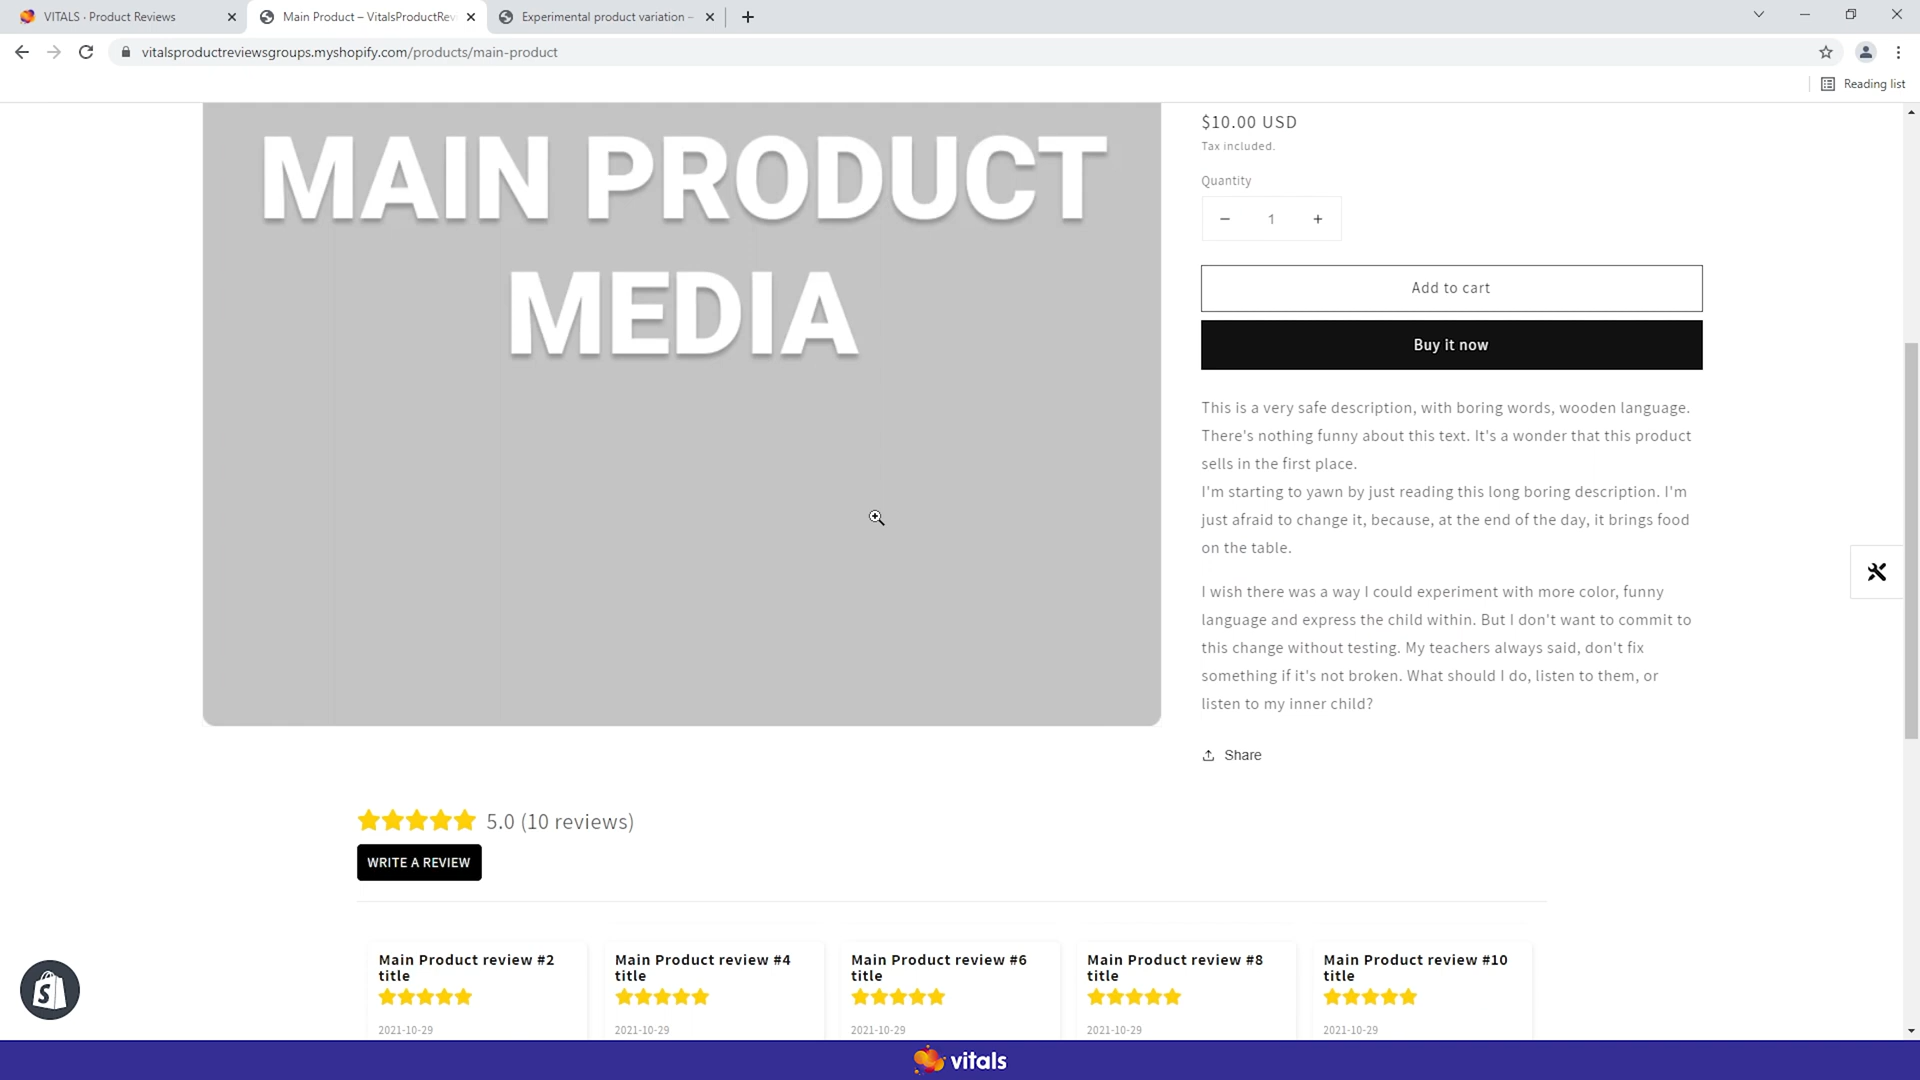 VITALS · Product Reviews
Main Product – VitalsProductRev
Experimental product variation –
vitalsproductreviewsgroups.myshopify.com/products/main-product
Reading list
MAIN PRODUCT
MEDIA
$10.00 USD
Tax included.
Quantity
− 1 +
Add to cart
Buy it now
This is a very safe description, with boring words, wooden language.
There's nothing funny about this text. It's a wonder that this product
sells in the first place.
I'm starting to yawn by just reading this long boring description. I'm
just afraid to change it, because, at the end of the day, it brings food
on the table.
I wish there was a way I could experiment with more color, funny
language and express the child within. But I don't want to commit to
this change without testing. My teachers always said, don't fix
something if it's not broken. What should I do, listen to them, or
listen to my inner child?
Share
5.0 (10 reviews)
WRITE A REVIEW
Main Product review #2
title
2021-10-29
Main Product review #4
title
2021-10-29
Main Product review #6
title
2021-10-29
Main Product review #8
title
2021-10-29
Main Product review #10
title
2021-10-29
vitals